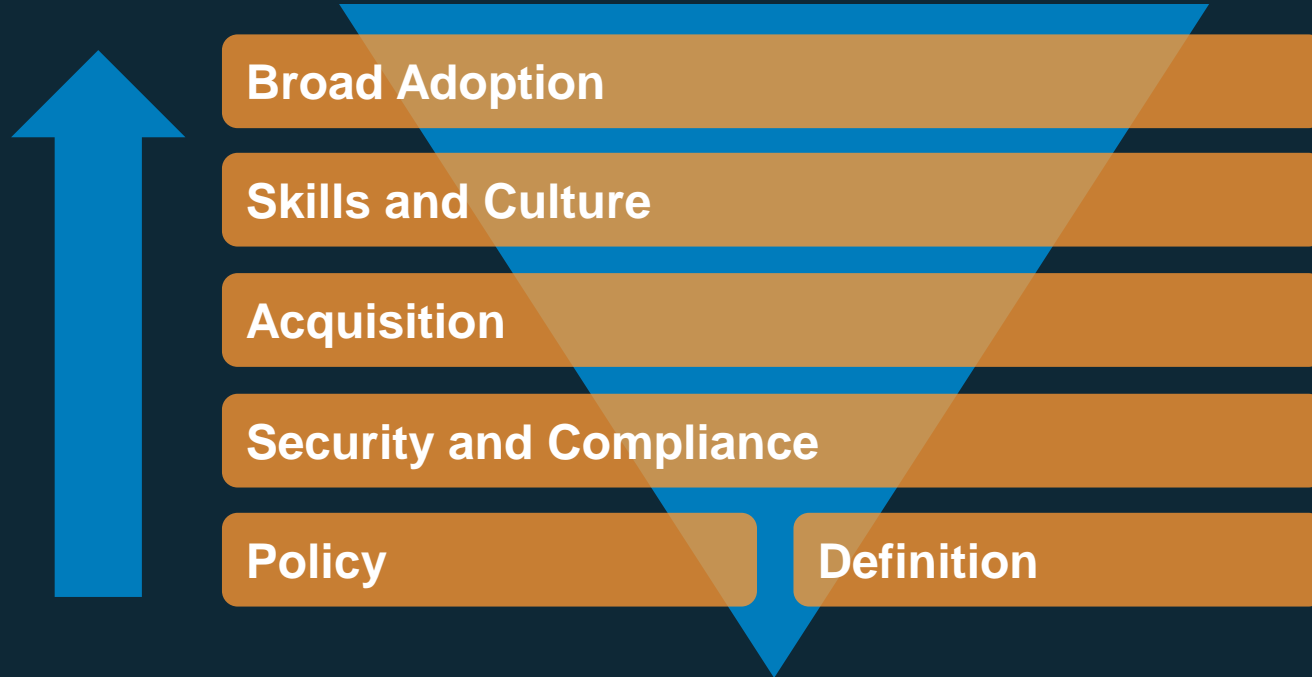 Broad Adoption
Skills and Culture
Acquisition
Security and Compliance
Policy
Definition